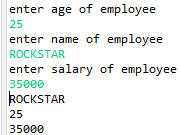 enter age of employee
25
enter name of employee
ROCKSTAR
enter salary of employee
35000
ROCKSTAR
25
35000